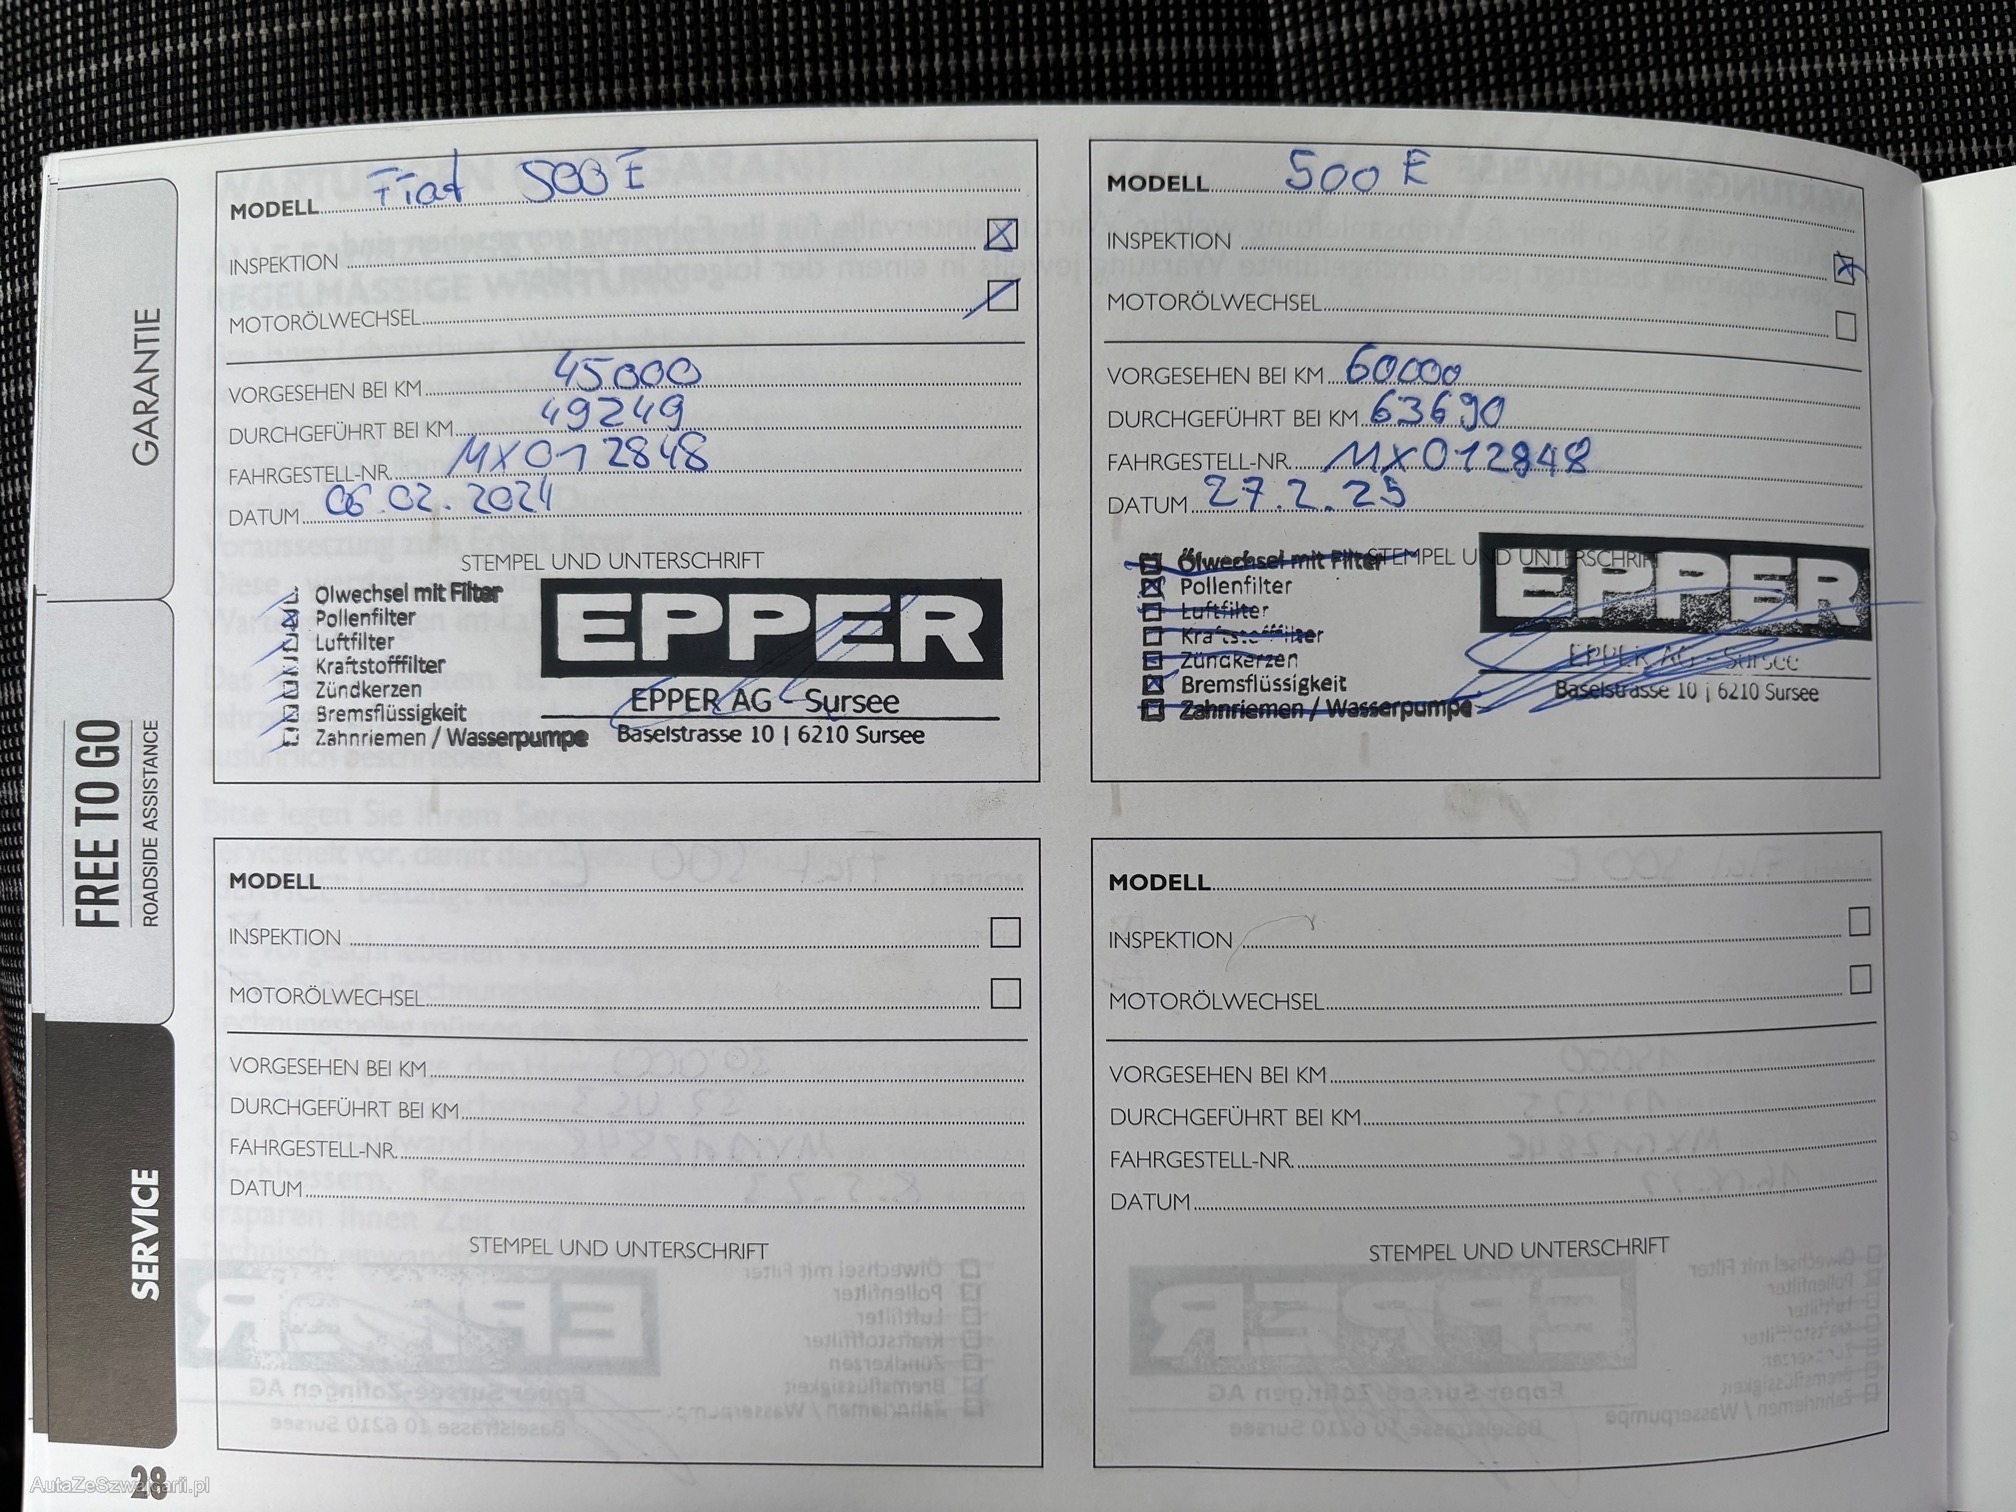 GARANTIE
FREE TO GO
ROADSIDE ASSISTANCE
SERVICE
MODELL Fiat 500 E
INSPEKTION X
MOTORÖLWECHSEL
VORGESEHEN BEI KM 45000
DURCHGEFÜHRT BEI KM 49249
FAHRGESTELL-NR. MX012848
DATUM 06.02.2024
STEMPEL UND UNTERSCHRIFT
Ölwechsel mit Filter
Pollenfilter
Luftfilter
Kraftstofffilter
Zündkerzen
Bremsflüssigkeit
Zahnriemen / Wasserpumpe
EPPER
EPPER AG - Sursee
Baselstrasse 10 | 6210 Sursee
MODELL 500 E
INSPEKTION X
MOTORÖLWECHSEL
VORGESEHEN BEI KM 60000
DURCHGEFÜHRT BEI KM 63690
FAHRGESTELL-NR. MX012848
DATUM 27.2.25
STEMPEL UND UNTERSCHRIFT
Ölwechsel mit Filter
Pollenfilter
Luftfilter
Kraftstofffilter
Zündkerzen
Bremsflüssigkeit
Zahnriemen / Wasserpumpe
EPPER
EPPER AG - Sursee
Baselstrasse 10 | 6210 Sursee
MODELL
INSPEKTION
MOTORÖLWECHSEL
VORGESEHEN BEI KM
DURCHGEFÜHRT BEI KM
FAHRGESTELL-NR.
DATUM
STEMPEL UND UNTERSCHRIFT
MODELL
INSPEKTION
MOTORÖLWECHSEL
VORGESEHEN BEI KM
DURCHGEFÜHRT BEI KM
FAHRGESTELL-NR.
DATUM
STEMPEL UND UNTERSCHRIFT
28
AutaZeSzwajcarii.pl